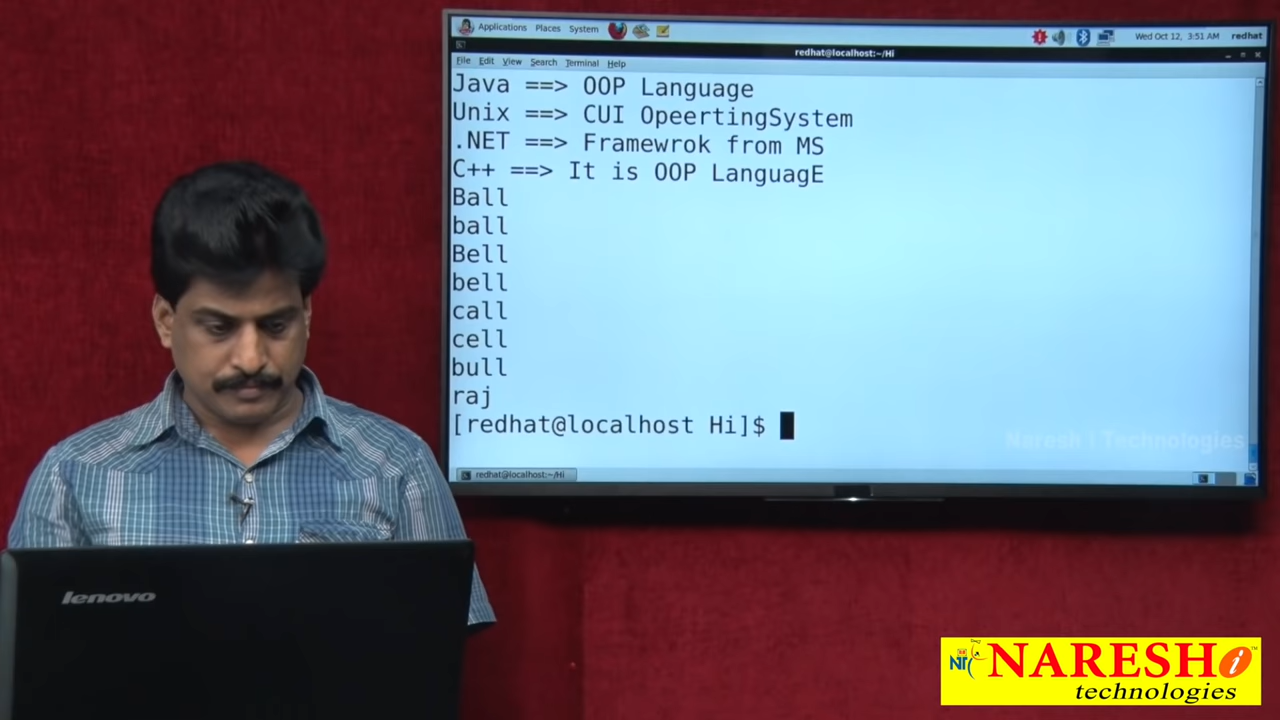 Applications Places System
Wed Oct 12, 3:51 AM redhat
redhat@localhost:~/Hi
File Edit View Search Terminal Help
Java ==> OOP Language
Unix ==> CUI OpeertingSystem
.NET ==> Framewrok from MS
C++ ==> It is OOP LanguagE
Ball
ball
Bell
bell
call
cell
bull
raj
[redhat@localhost Hi]$
Naresh i Technologies
redhat@localhost:~/Hi
lenovo
NARESH i
technologies